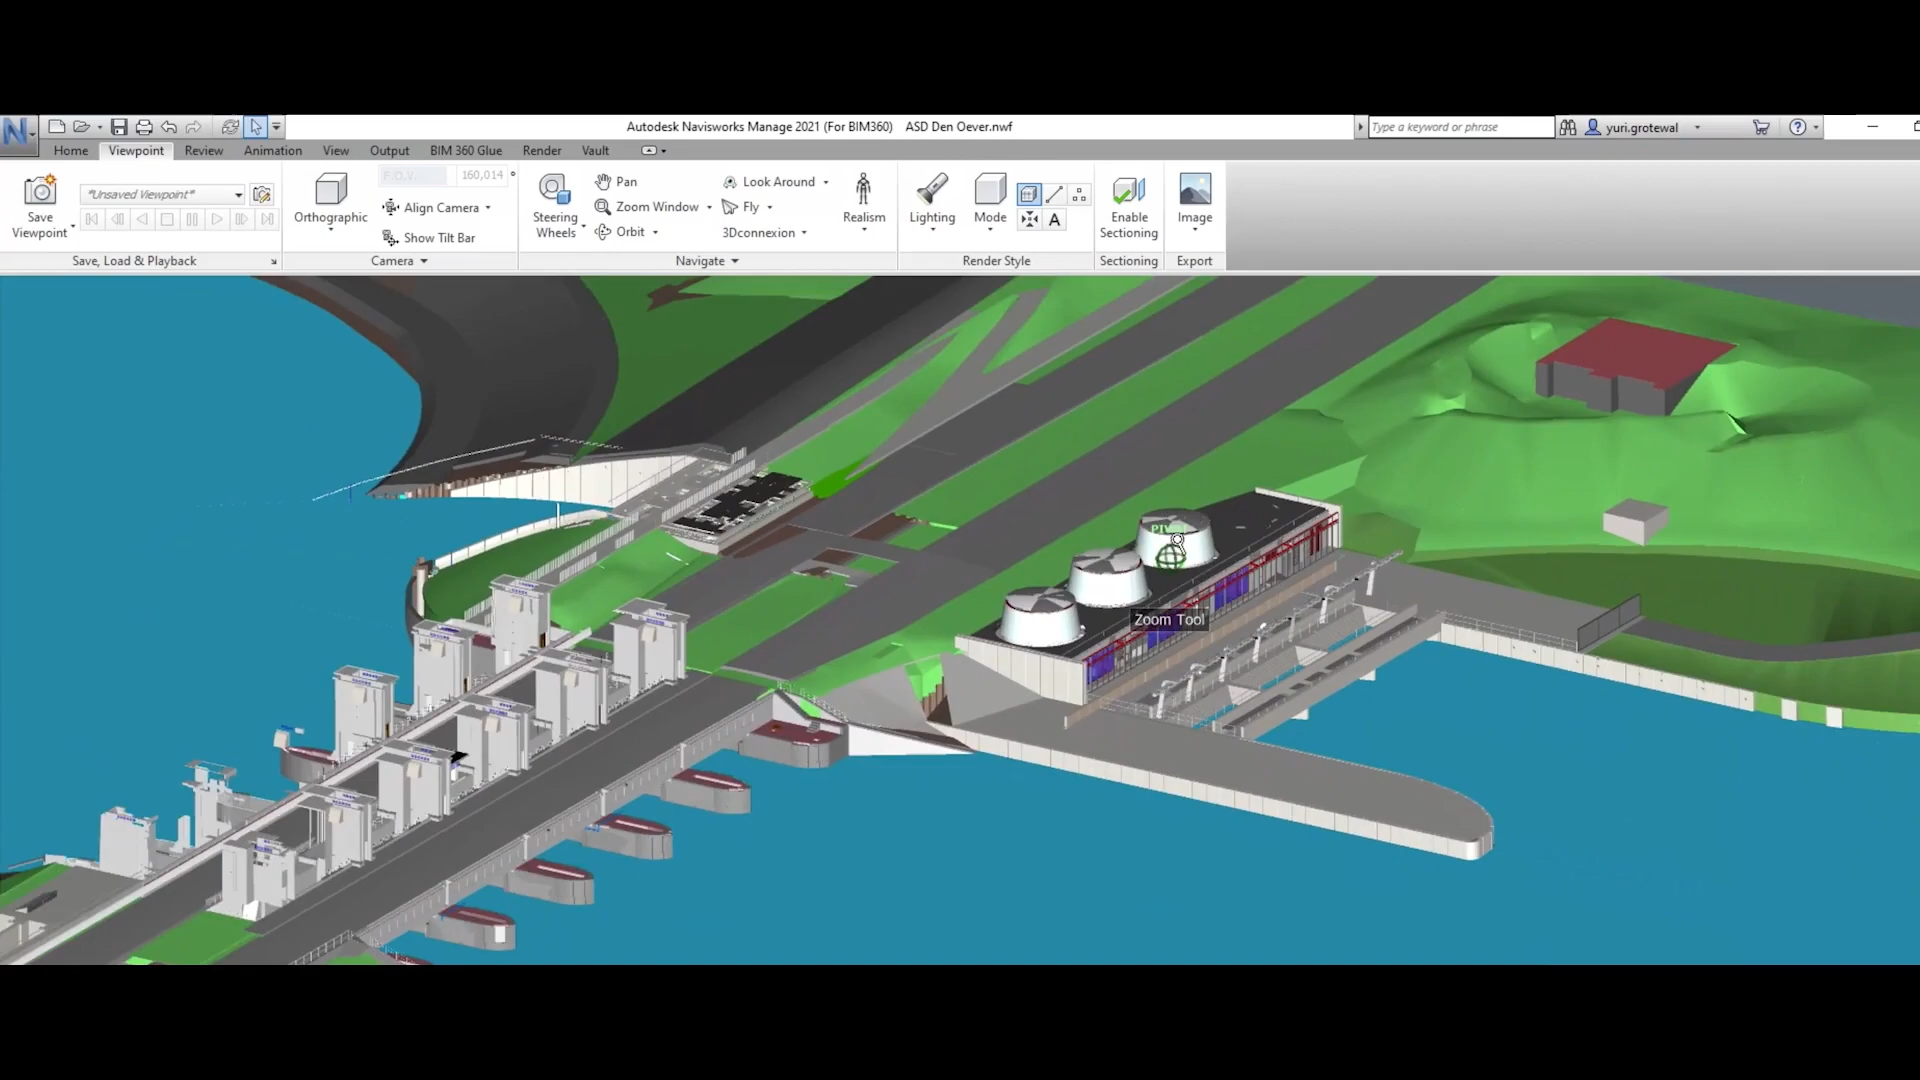 Autodesk Navisworks Manage 2021 (For BIM360) ASD Den Oever.nwf
Type a keyword or phrase
yuri.grotewal
Home Viewpoint Review Animation View Output BIM 360 Glue Render Vault
Save Viewpoint
*Unsaved Viewpoint*
Save, Load & Playback
Orthographic
F.O.V. 160,014 °
Align Camera
Show Tilt Bar
Camera
Steering Wheels
Pan
Zoom Window
Orbit
Look Around
Fly
3Dconnexion
Realism
Navigate
Lighting
Mode
A
Render Style
Enable Sectioning
Sectioning
Image
Export
Zoom Tool